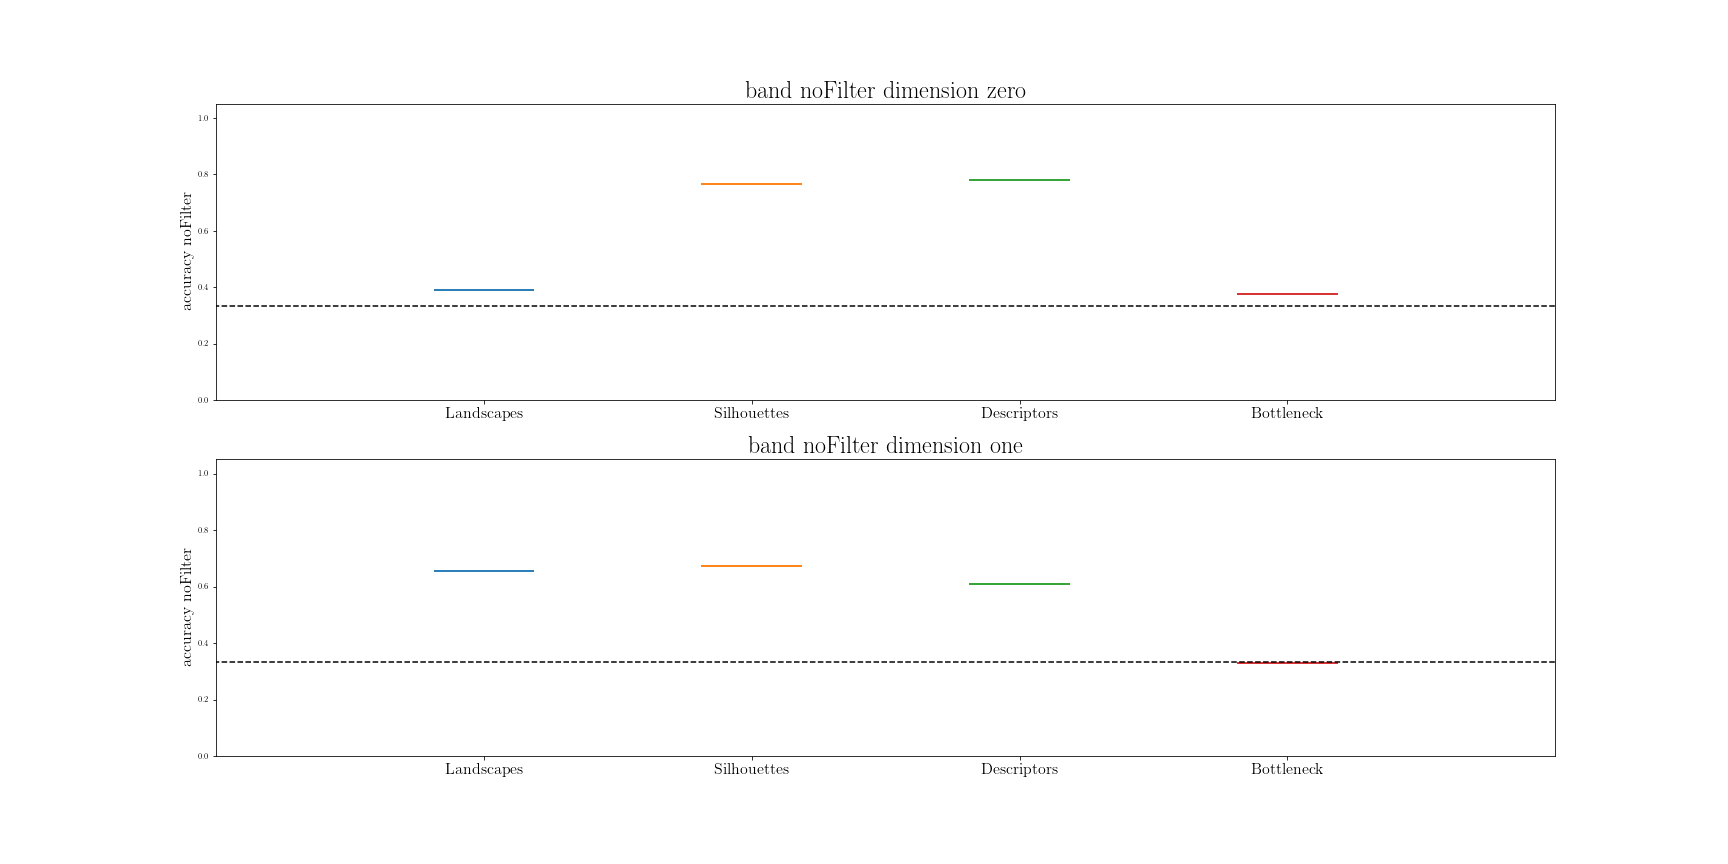 band noFilter dimension zero
accuracy noFilter
1.0
0.8
0.6
0.4
0.2
0.0
Landscapes Silhouettes Descriptors Bottleneck
band noFilter dimension one
accuracy noFilter
1.0
0.8
0.6
0.4
0.2
0.0
Landscapes Silhouettes Descriptors Bottleneck